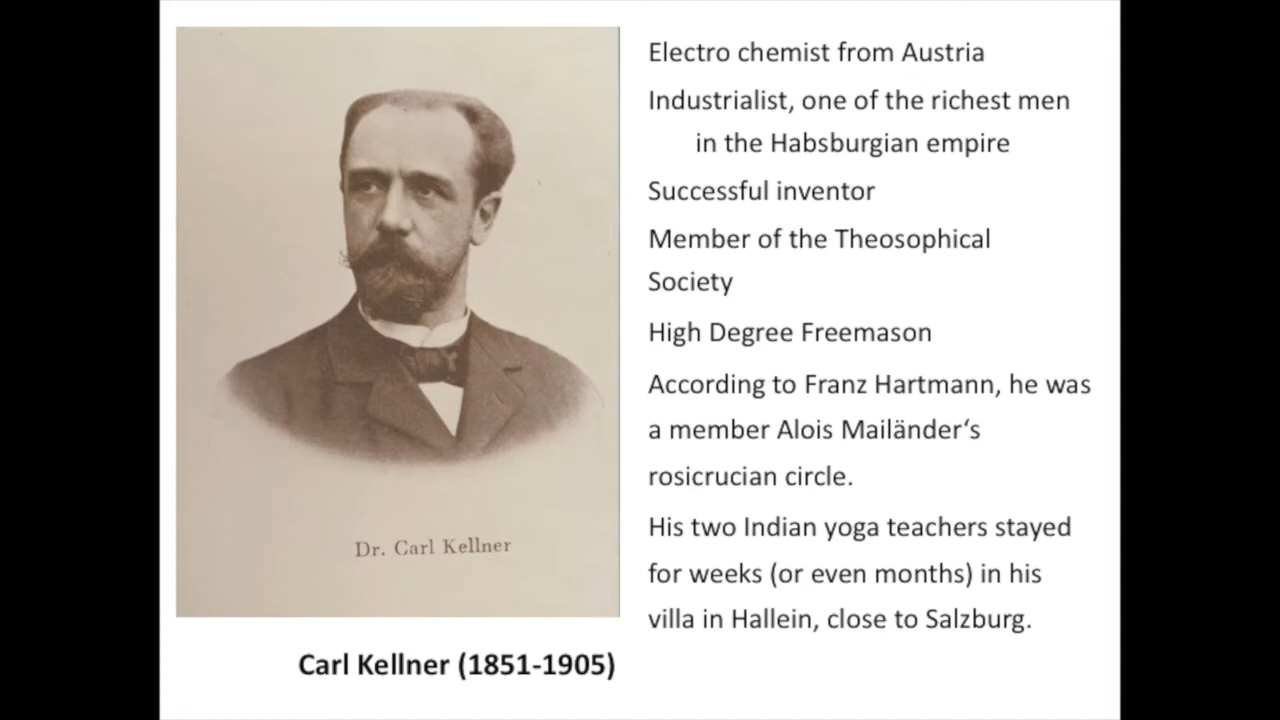 Electro chemist from Austria
Industrialist, one of the richest men
in the Habsburgian empire
Successful inventor
Member of the Theosophical
Society
High Degree Freemason
According to Franz Hartmann, he was
a member Alois Mailänder‘s
rosicrucian circle.
His two Indian yoga teachers stayed
for weeks (or even months) in his
villa in Hallein, close to Salzburg.
Dr. Carl Kellner
Carl Kellner (1851-1905)